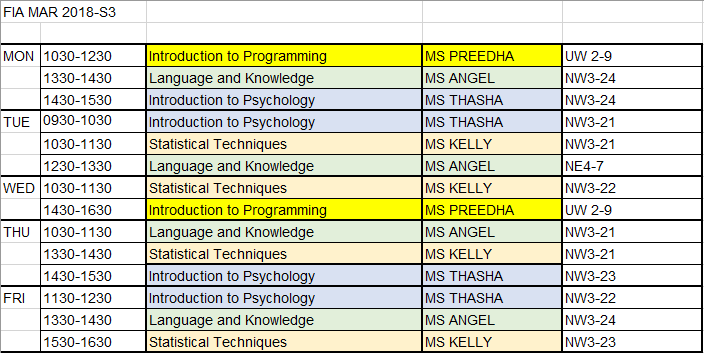 FIA MAR 2018-S3
MON 1030-1230 Introduction to Programming MS PREEDHA UW 2-9
1330-1430 Language and Knowledge MS ANGEL NW3-24
1430-1530 Introduction to Psychology MS THASHA NW3-24
TUE 0930-1030 Introduction to Psychology MS THASHA NW3-21
1030-1130 Statistical Techniques MS KELLY NW3-21
1230-1330 Language and Knowledge MS ANGEL NE4-7
WED 1030-1130 Statistical Techniques MS KELLY NW3-22
1430-1630 Introduction to Programming MS PREEDHA UW 2-9
THU 1030-1130 Language and Knowledge MS ANGEL NW3-21
1330-1430 Statistical Techniques MS KELLY NW3-21
1430-1530 Introduction to Psychology MS THASHA NW3-23
FRI 1130-1230 Introduction to Psychology MS THASHA NW3-22
1330-1430 Language and Knowledge MS ANGEL NW3-24
1530-1630 Statistical Techniques MS KELLY NW3-23